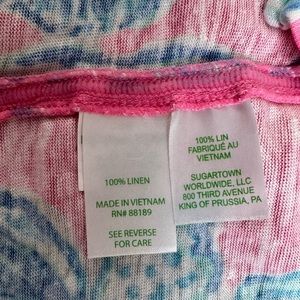 100% LINEN
MADE IN VIETNAM
RN# 88189
SEE REVERSE
FOR CARE
100% LIN
FABRIQUÉ AU
VIETNAM
SUGARTOWN
WORLDWIDE, LLC
800 THIRD AVENUE
KING OF PRUSSIA, PA